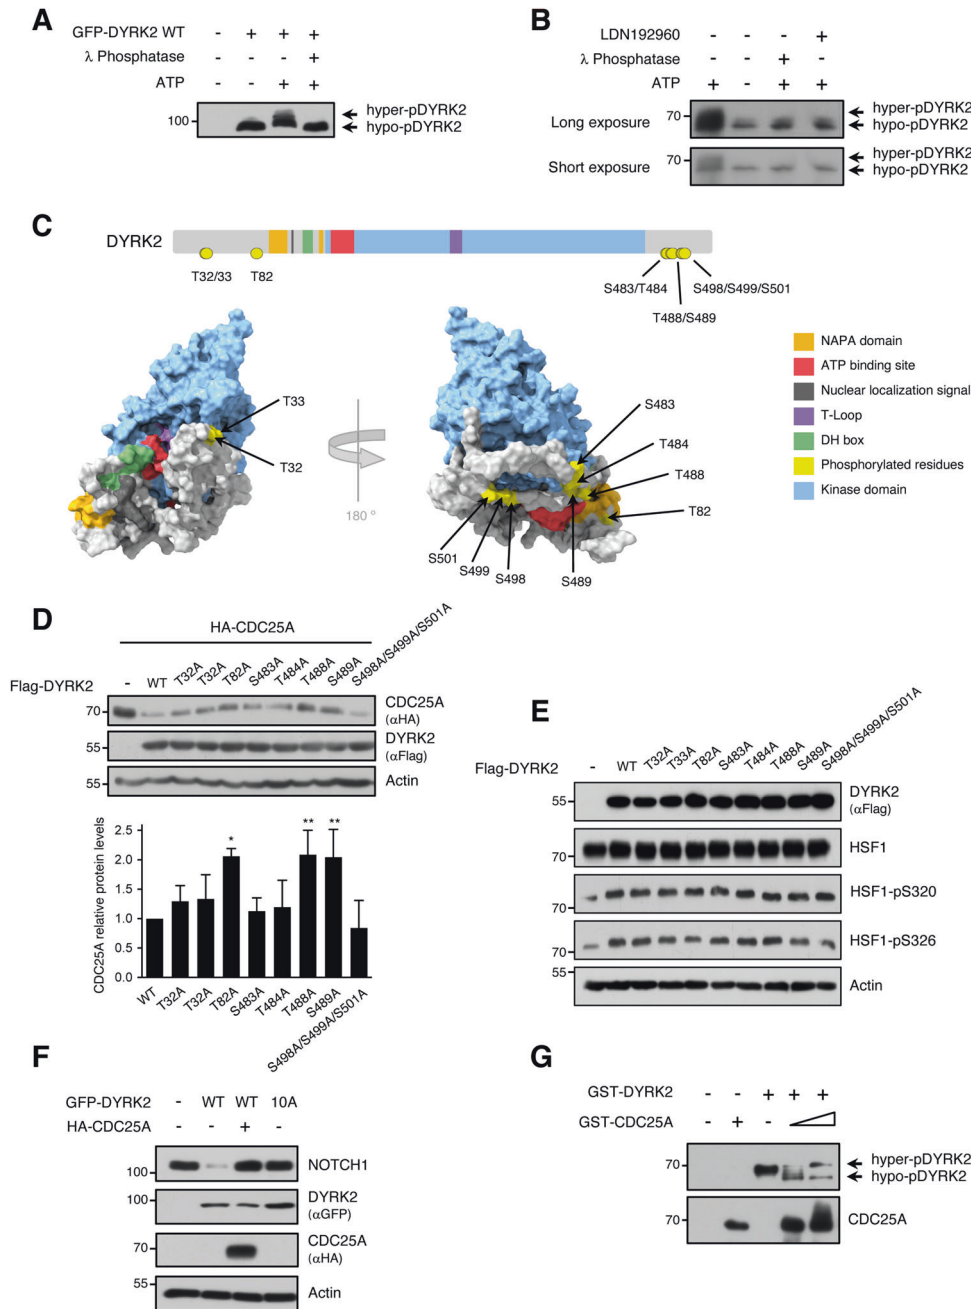 A
GFP-DYRK2 WT - + + +
λ Phosphatase - - - +
ATP - - + +
100
hyper-pDYRK2
hypo-pDYRK2
B
LDN192960 - - - +
λ Phosphatase - - + -
ATP + - + +
Long exposure
70
hyper-pDYRK2
hypo-pDYRK2
Short exposure
70
hyper-pDYRK2
hypo-pDYRK2
C
DYRK2
T32/33
T82
S483/T484
S498/S499/S501
T488/S489
T33
T32
180 °
S483
T484
T488
T82
S501
S499
S498
S489
NAPA domain
ATP binding site
Nuclear localization signal
T-Loop
DH box
Phosphorylated residues
Kinase domain
D
HA-CDC25A
Flag-DYRK2 - WT T32A T32A T82A S483A T484A T488A S489A S498A/S499A/S501A
70
CDC25A
(αHA)
55
DYRK2
(αFlag)
55
Actin
CDC25A relative protein levels
2.5
2.0
1.5
1.0
0.5
0.0
* ** **
WT T32A T32A T82A S483A T484A T488A S489A S498A/S499A/S501A
E
Flag-DYRK2 - WT T32A T33A T82A S483A T484A T488A S489A S498A/S499A/S501A
55
DYRK2
(αFlag)
70
HSF1
70
HSF1-pS320
70
HSF1-pS326
55
Actin
F
GFP-DYRK2 - WT WT 10A
HA-CDC25A - - + -
100
NOTCH1
100
DYRK2
(αGFP)
70
CDC25A
(αHA)
55
Actin
G
GST-DYRK2 - - + + +
GST-CDC25A - + -
70
hyper-pDYRK2
hypo-pDYRK2
70
CDC25A